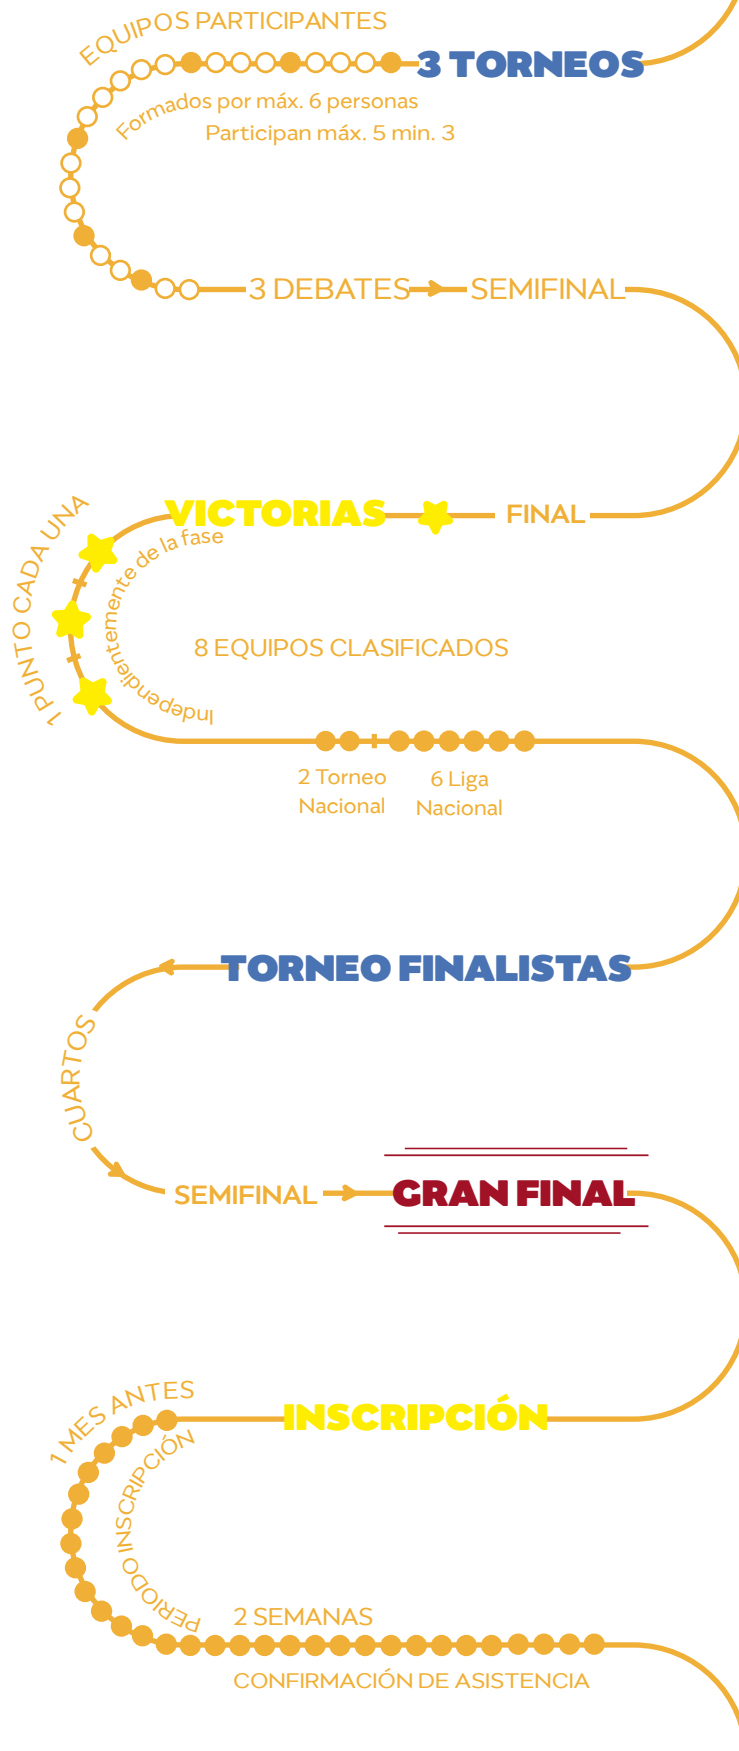 EQUIPOS PARTICIPANTES
3 TORNEOS
Formados por máx. 6 personas
Participan máx. 5 min. 3
3 DEBATES
SEMIFINAL
VICTORIAS
FINAL
1 PUNTO CADA UNA
Independientemente de la fase
8 EQUIPOS CLASIFICADOS
2 Torneo
Nacional
6 Liga
Nacional
TORNEO FINALISTAS
CUARTOS
SEMIFINAL
GRAN FINAL
1 MES ANTES
INSCRIPCIÓN
PERIODO INSCRIPCIÓN
2 SEMANAS
CONFIRMACIÓN DE ASISTENCIA